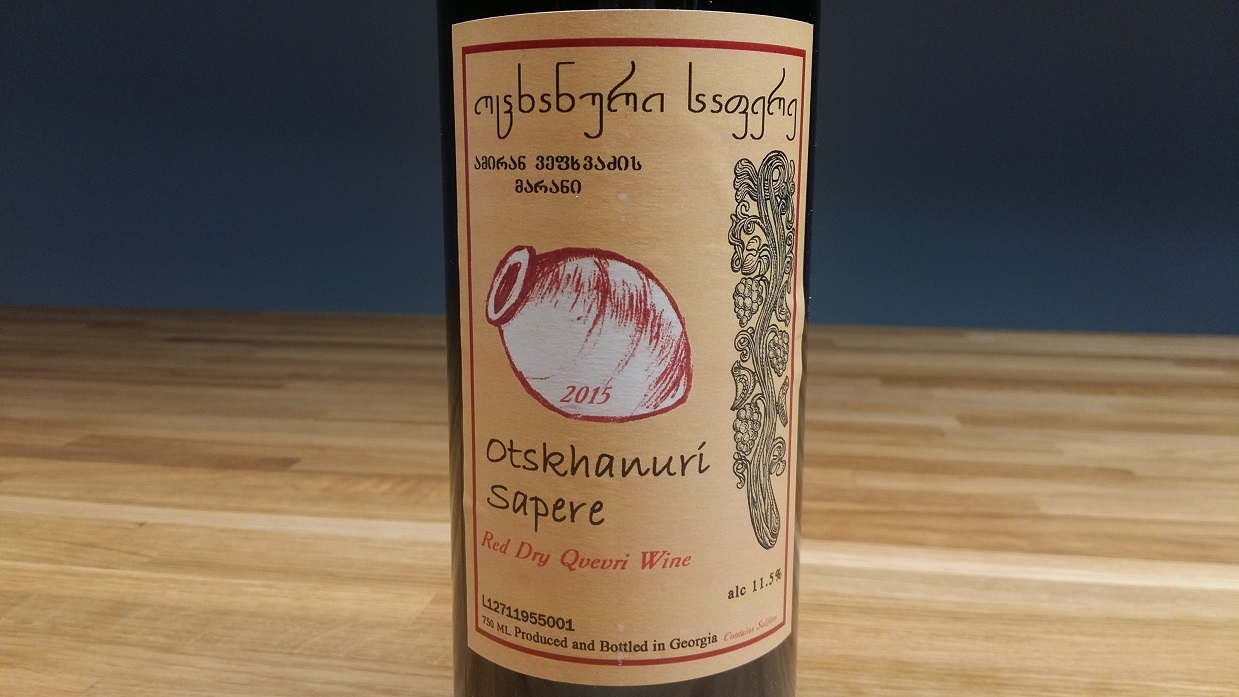 ოცხანური საფერე
ამირან ვეფხვაძის
მარანი
2015
Otskhanuri
Sapere
Red Dry Qvevri Wine
alc 11.5%
L12711955001
750 ML Produced and Bottled in Georgia Contains Sulfites